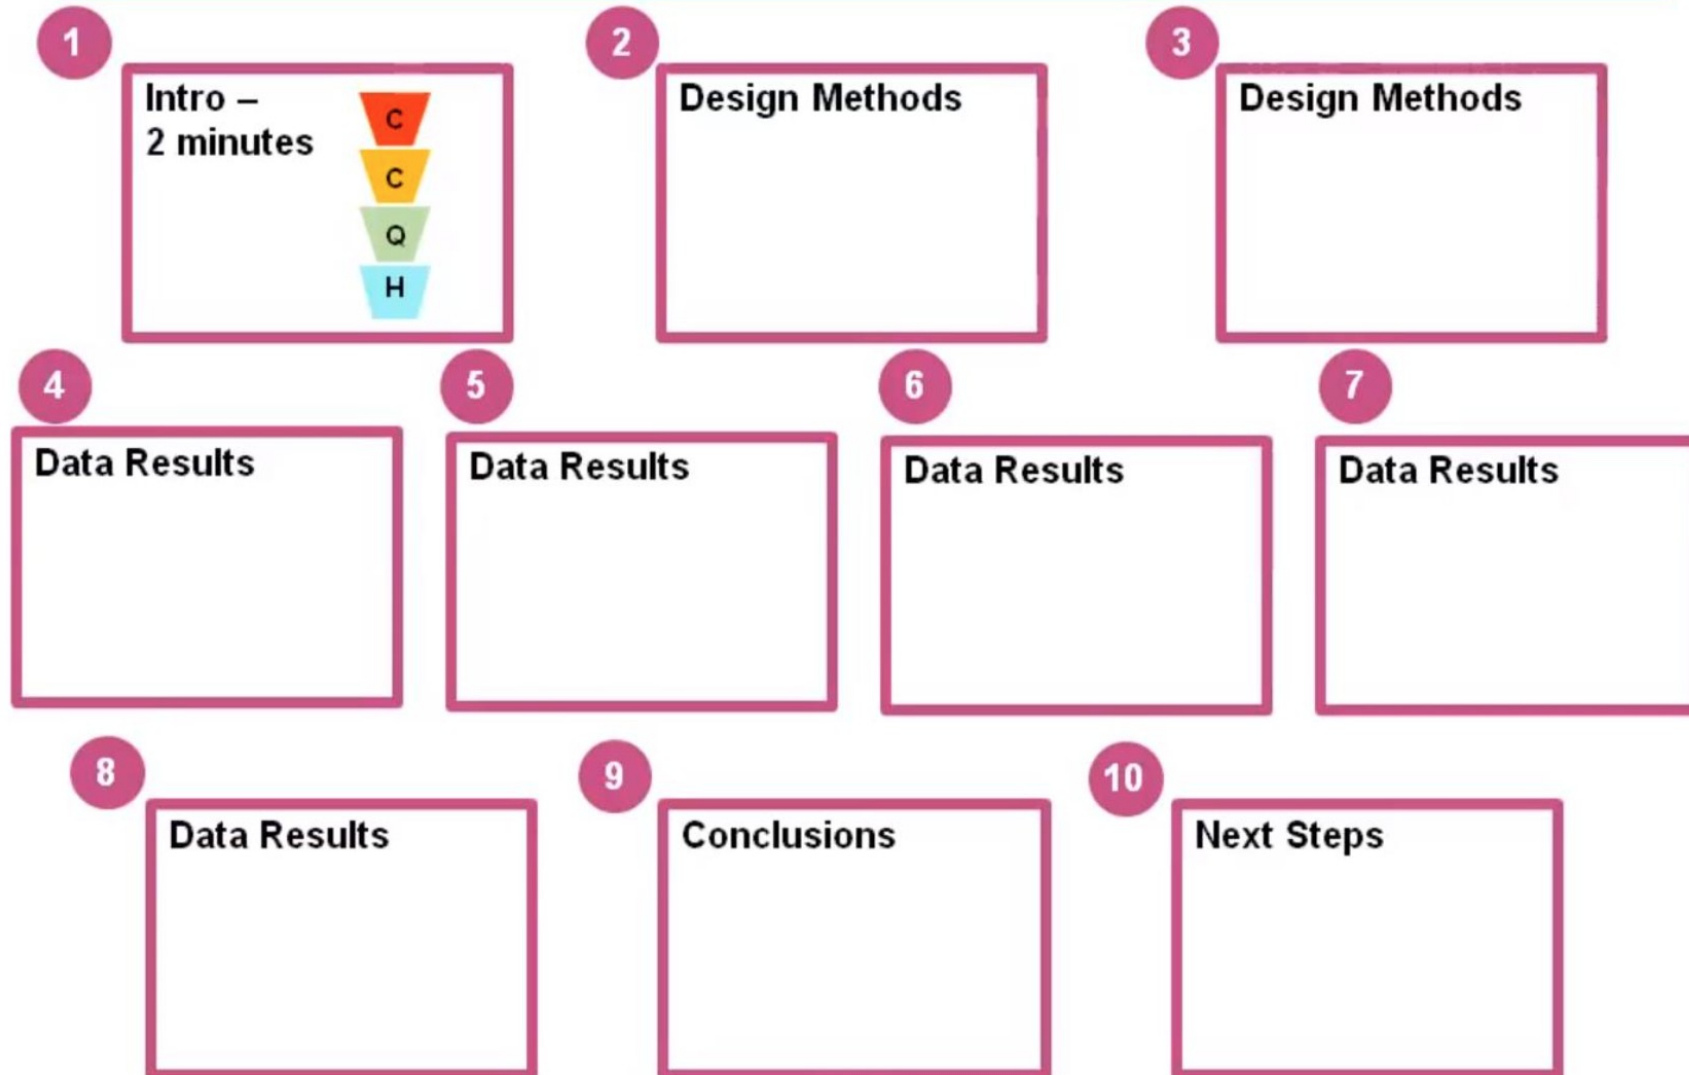 1
Intro –
2 minutes
C
C
Q
H
2
Design Methods
3
Design Methods
4
Data Results
5
Data Results
6
Data Results
7
Data Results
8
Data Results
9
Conclusions
10
Next Steps